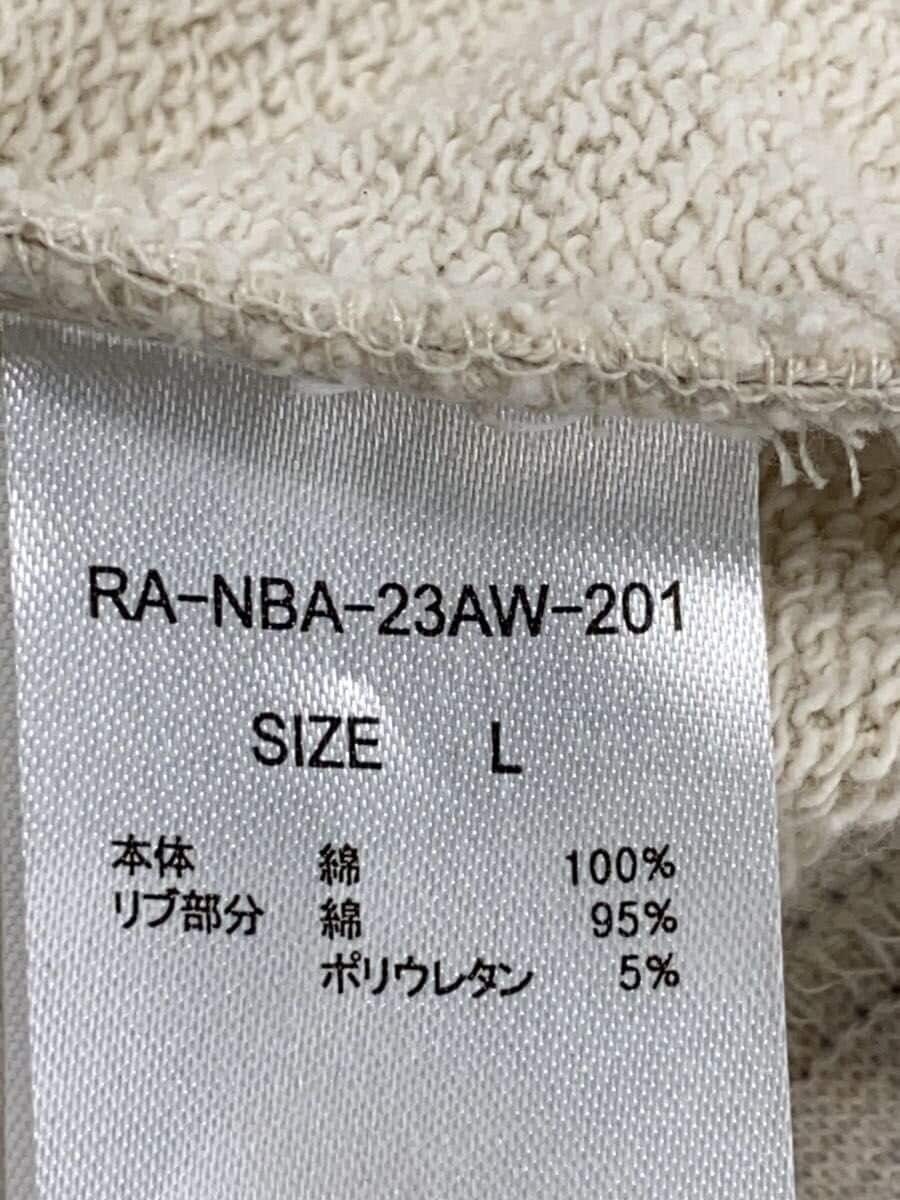 RA-NBA-23AW-201
SIZE L
本体 綿 100%
リブ部分 綿 95%
ポリウレタン 5%